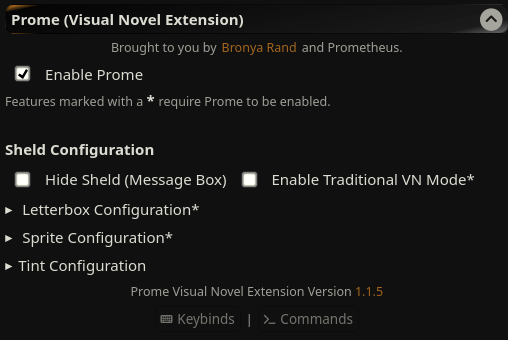 Prome (Visual Novel Extension)
Brought to you by Bronya Rand and Prometheus.
Enable Prome
Features marked with a * require Prome to be enabled.
Sheld Configuration
Hide Sheld (Message Box) Enable Traditional VN Mode*
Letterbox Configuration*
Sprite Configuration*
Tint Configuration
Prome Visual Novel Extension Version 1.1.5
Keybinds | Commands